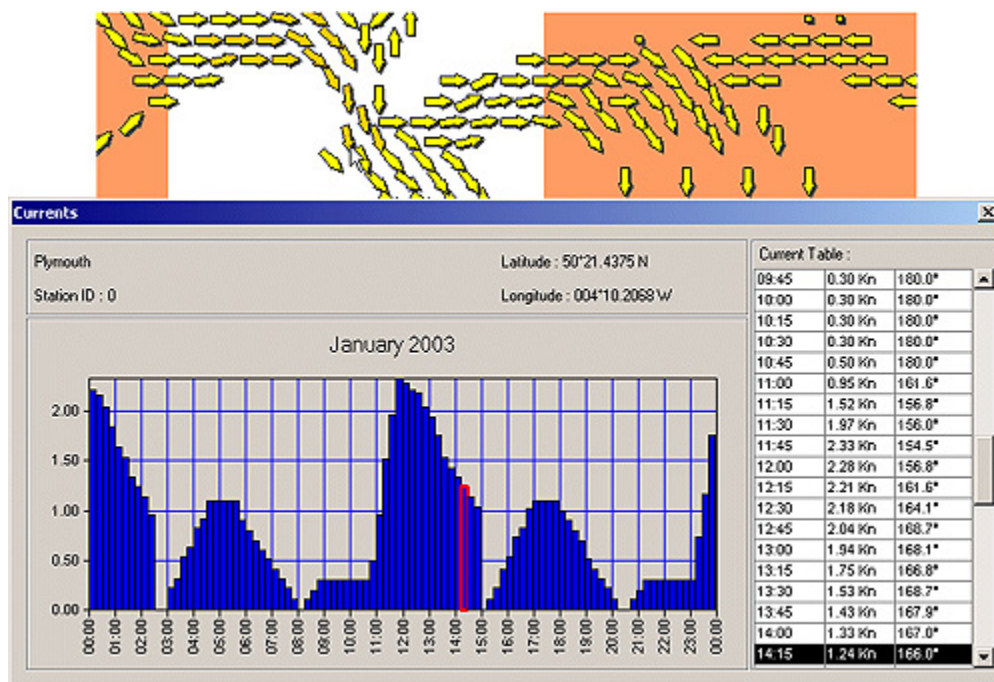 Currents
Plymouth
Latitude : 50°21.4375 N
Station ID : 0
Longitude : 004°10.2068 W
January 2003
2.00
1.50
1.00
0.50
0.00
00:00 01:00 02:00 03:00 04:00 05:00 06:00 07:00 08:00 09:00 10:00 11:00 12:00 13:00 14:00 15:00 16:00 17:00 18:00 19:00 20:00 21:00 22:00 23:00 00:00
Current Table :
09:45 0.30 Kn 180.0°
10:00 0.30 Kn 180.0°
10:15 0.30 Kn 180.0°
10:30 0.30 Kn 180.0°
10:45 0.50 Kn 180.0°
11:00 0.95 Kn 161.6°
11:15 1.52 Kn 156.8°
11:30 1.97 Kn 156.0°
11:45 2.33 Kn 154.5°
12:00 2.28 Kn 156.8°
12:15 2.21 Kn 161.6°
12:30 2.18 Kn 164.1°
12:45 2.04 Kn 168.7°
13:00 1.94 Kn 168.1°
13:15 1.75 Kn 166.8°
13:30 1.53 Kn 168.7°
13:45 1.43 Kn 167.9°
14:00 1.33 Kn 167.0°
14:15 1.24 Kn 166.0°